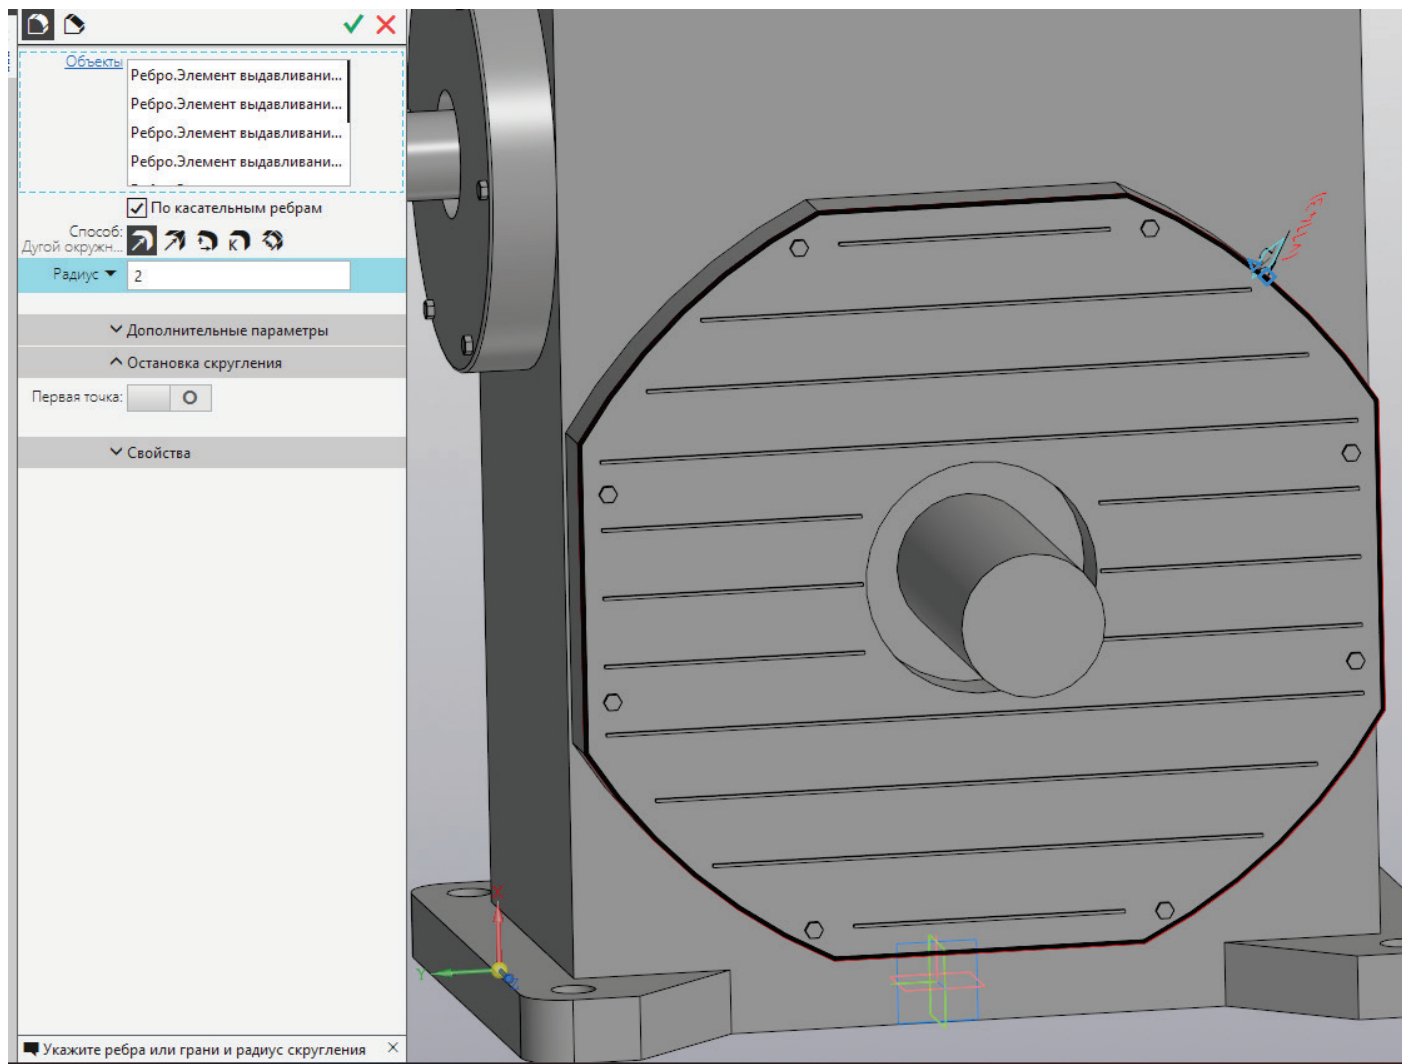 Объекты
Ребро.Элемент выдавливани...
Ребро.Элемент выдавливани...
Ребро.Элемент выдавливани...
Ребро.Элемент выдавливани...
По касательным ребрам
Способ:
Дугой окружн...
Радиус
2
Дополнительные параметры
Остановка скругления
Первая точка:
Свойства
X
Y
Укажите ребра или грани и радиус скругления